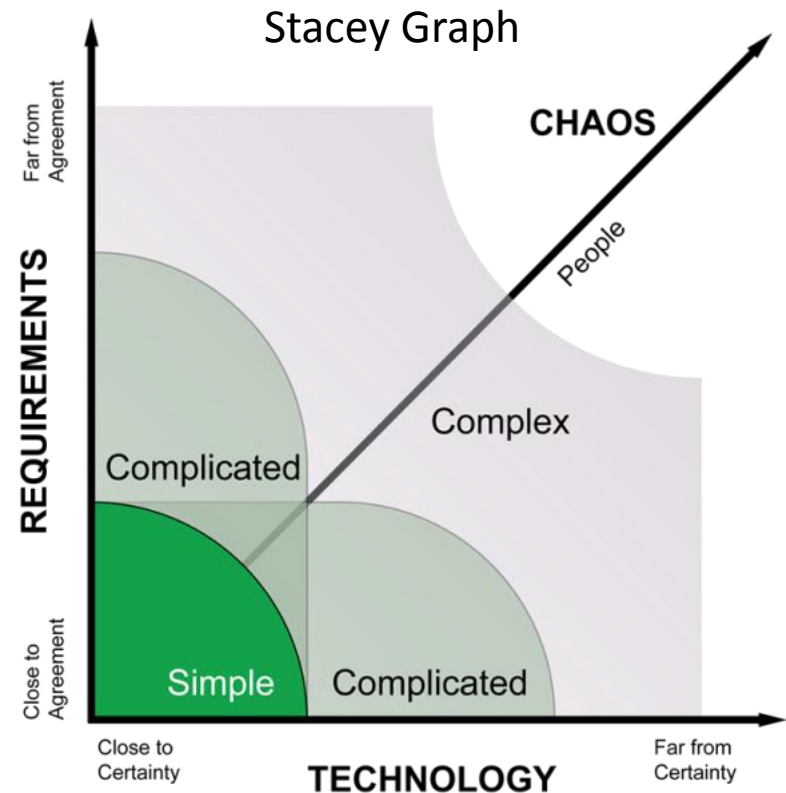 Stacey Graph
Far from
Agreement
CHAOS
People
REQUIREMENTS
Complex
Complicated
Close to
Agreement
Simple
Complicated
Close to
Certainty
TECHNOLOGY
Far from
Certainty